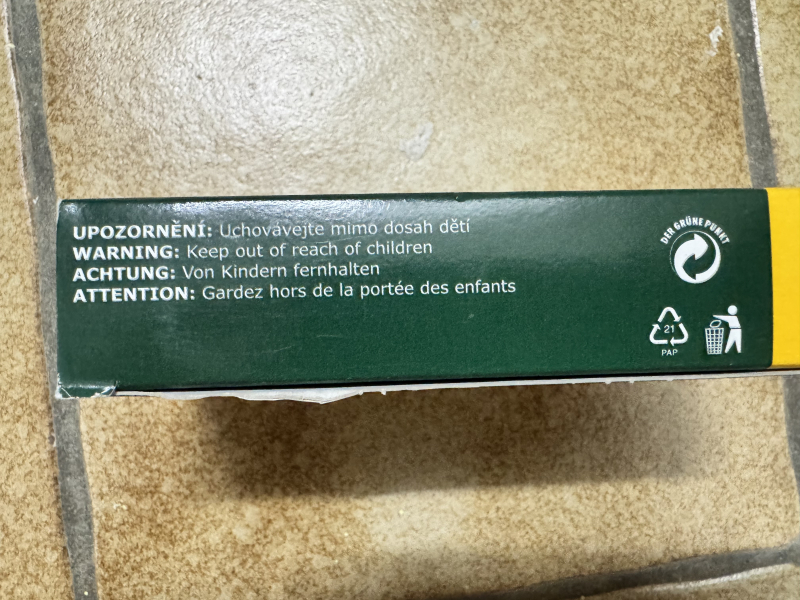 UPOZORNĚNÍ: Uchovávejte mimo dosah dětí
WARNING: Keep out of reach of children
ACHTUNG: Von Kindern fernhalten
ATTENTION: Gardez hors de la portée des enfants
DER GRÜNE PUNKT
21
PAP